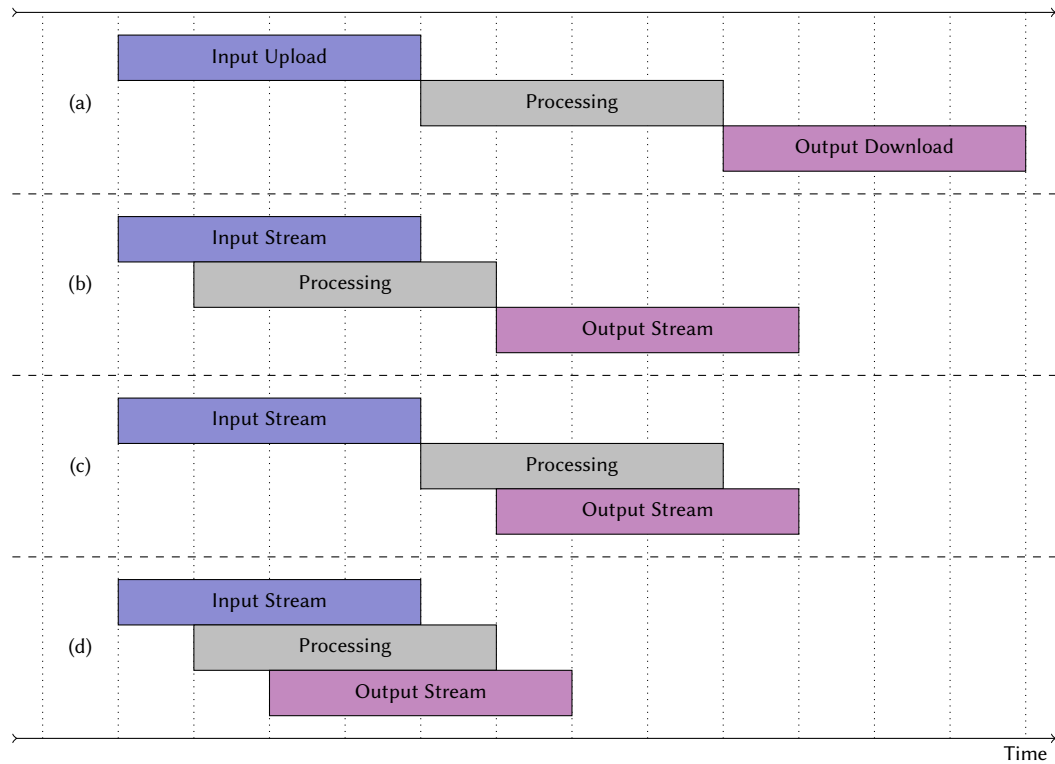 Input Upload
(a)
Processing
Output Download
Input Stream
(b)
Processing
Output Stream
Input Stream
(c)
Processing
Output Stream
Input Stream
(d)
Processing
Output Stream
Time